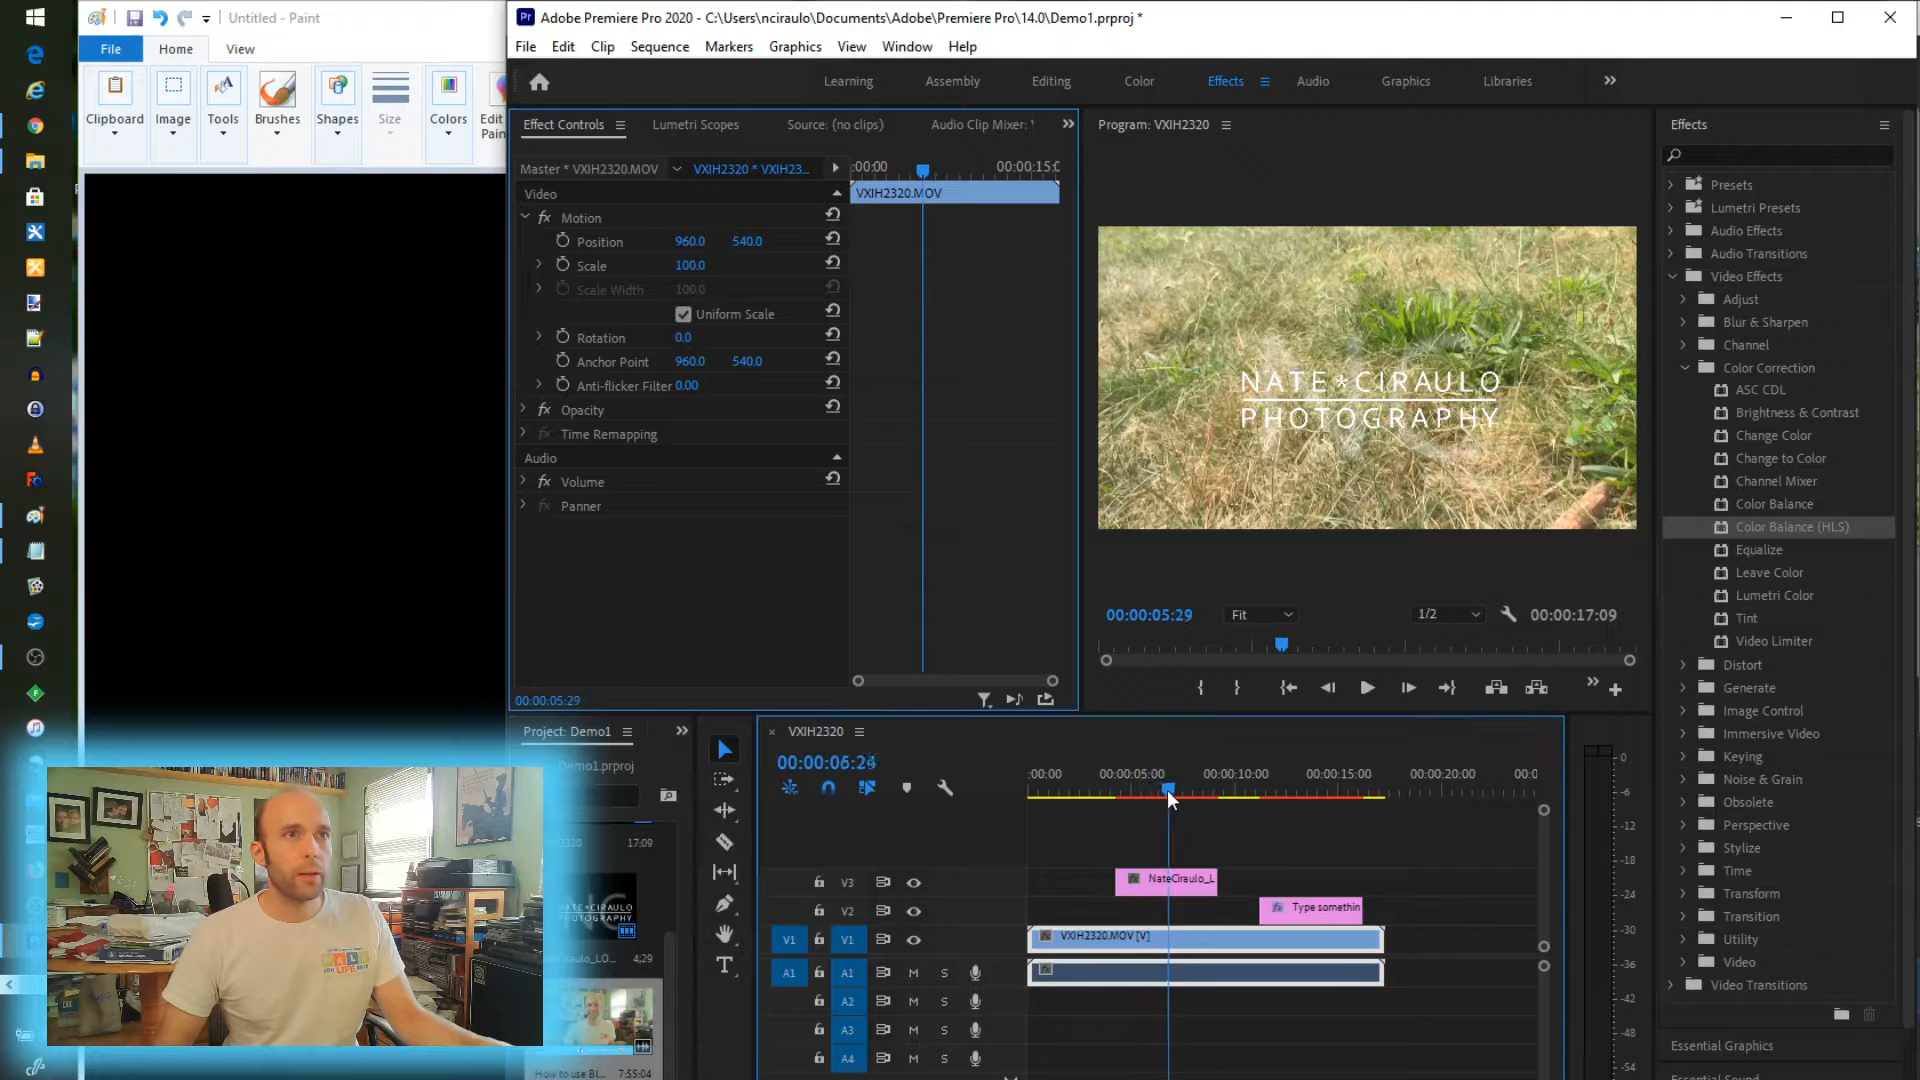 Untitled - Paint
File Home View
Clipboard Image Tools Brushes Shapes Size Colors Edit
Pain
Adobe Premiere Pro 2020 - C:\Users\nciraulo\Documents\Adobe\Premiere Pro\14.0\Demo1.prproj *
File Edit Clip Sequence Markers Graphics View Window Help
Learning Assembly Editing Color Effects Audio Graphics Libraries
Effect Controls Lumetri Scopes Source: (no clips) Audio Clip Mixer:
Master * VXIH2320.MOV VXIH2320 * VXIH23... :00:00 00:00:15:0
Video VXIH2320.MOV
fx Motion
Position 960.0 540.0
Scale 100.0
Scale Width 100.0
Uniform Scale
Rotation 0.0
Anchor Point 960.0 540.0
Anti-flicker Filter 0.00
fx Opacity
fx Time Remapping
Audio
fx Volume
fx Panner
00:00:05:29
Program: VXIH2320
NATE*CIRAULO
PHOTOGRAPHY
00:00:05:29 Fit 1/2 00:00:17:09
Effects
Presets
Lumetri Presets
Audio Effects
Audio Transitions
Video Effects
Adjust
Blur & Sharpen
Channel
Color Correction
ASC CDL
Brightness & Contrast
Change Color
Change to Color
Channel Mixer
Color Balance
Color Balance (HLS)
Equalize
Leave Color
Lumetri Color
Tint
Video Limiter
Distort
Generate
Image Control
Immersive Video
Keying
Noise & Grain
Obsolete
Perspective
Stylize
Time
Transform
Transition
Utility
Video
Video Transitions
Essential Graphics
Essential Sound
Project: Demo1
Demo1.prproj
2320 17:09
4;29
How to use Bl... 7:55:04
VXIH2320
00:00:06:24
:00:00 00:00:05:00 00:00:10:00 00:00:15:00 00:00:20:00 00:0
V3 NateCiraulo_L
V2 Type somethin
V1 V1 VXIH2320.MOV [V]
A1 A1 M S
A2 M S
A3 M S
A4 M S
0
-6
-12
-18
-24
-30
-36
-42
-48
-54